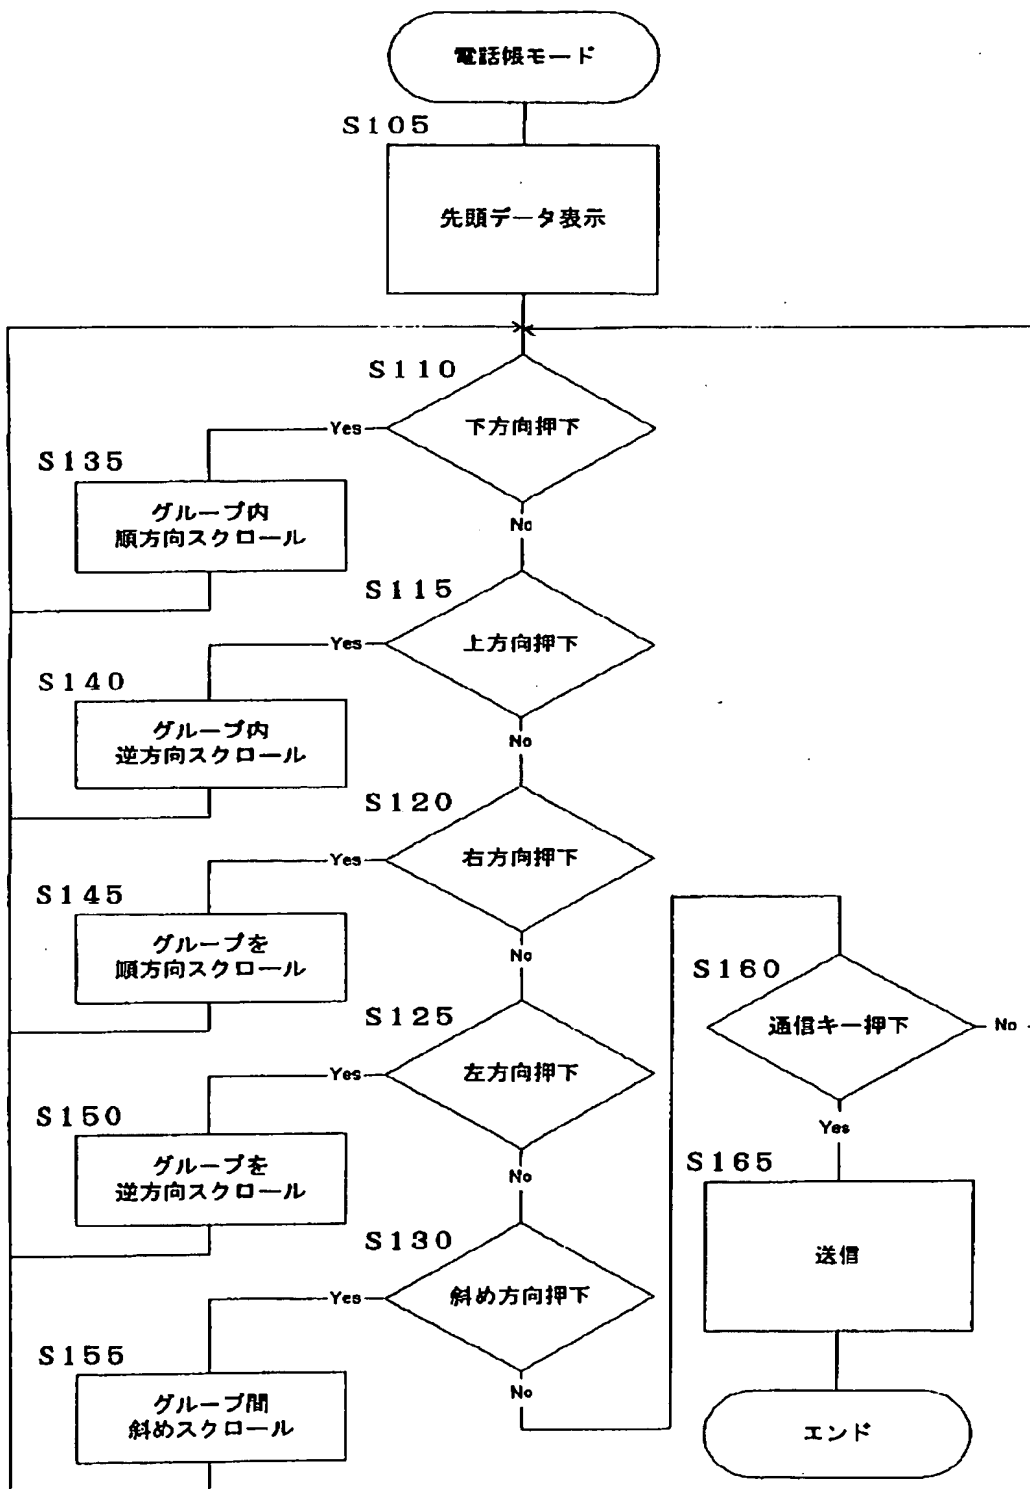 電話帳モード
S105
先頭データ表示
S110
下方向押下
Yes
No
S135
グループ内
順方向スクロール
S115
上方向押下
Yes
No
S140
グループ内
逆方向スクロール
S120
右方向押下
Yes
No
S145
グループを
順方向スクロール
S125
左方向押下
Yes
No
S150
グループを
逆方向スクロール
S130
斜め方向押下
Yes
No
S155
グループ間
斜めスクロール
S160
通信キー押下
No
Yes
S165
送信
エンド